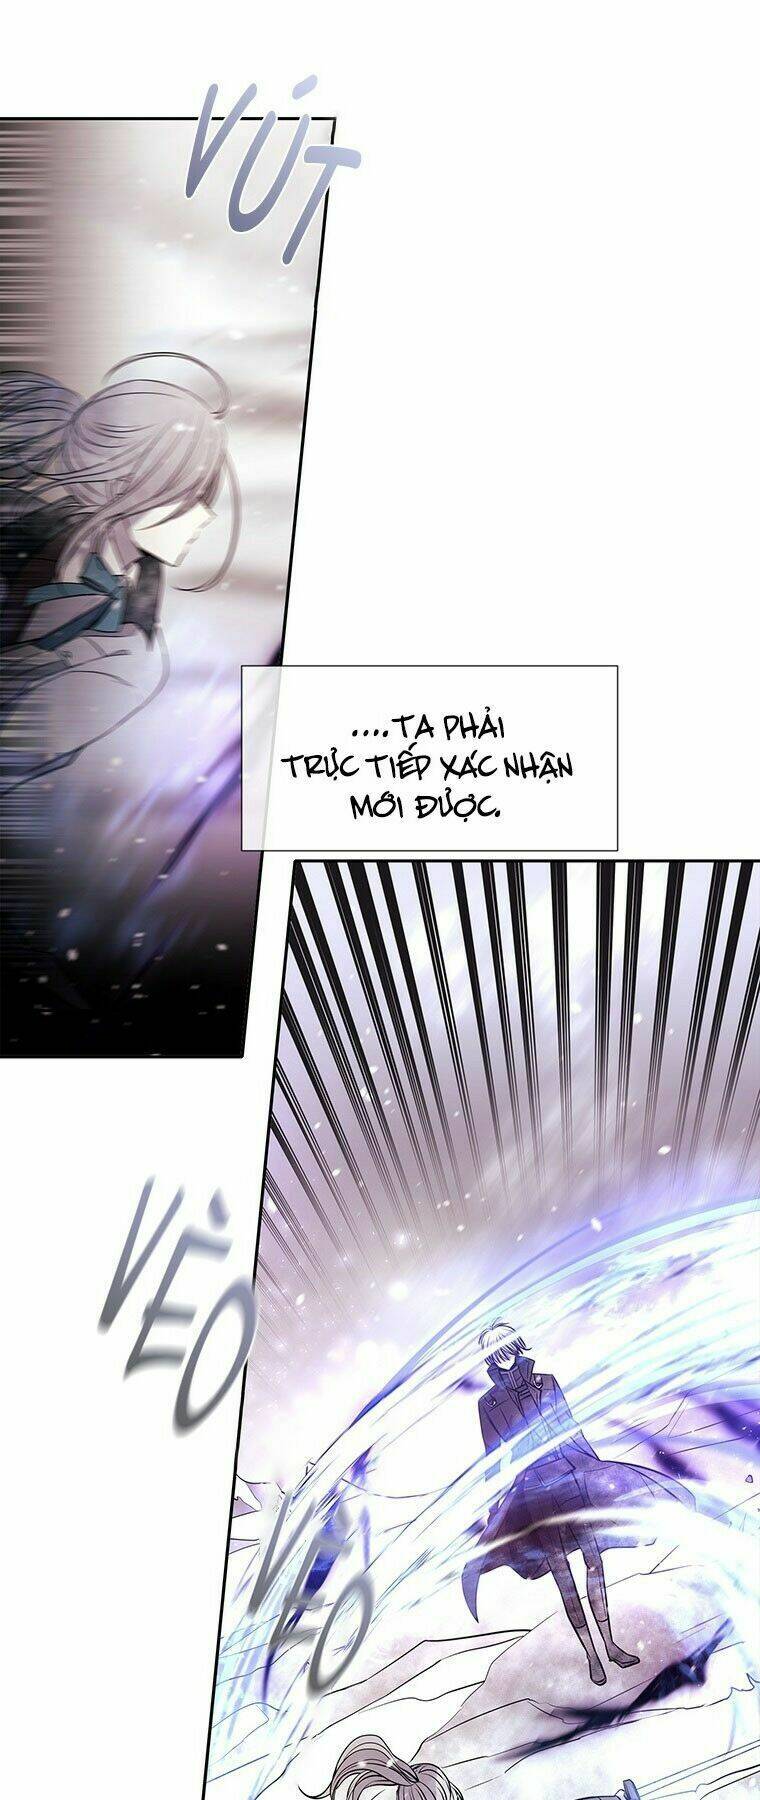 VÚT
....TA PHẢI
TRỰC TIẾP XÁC NHẬN
MỚI ĐƯỢC.
VÈO
VÈO